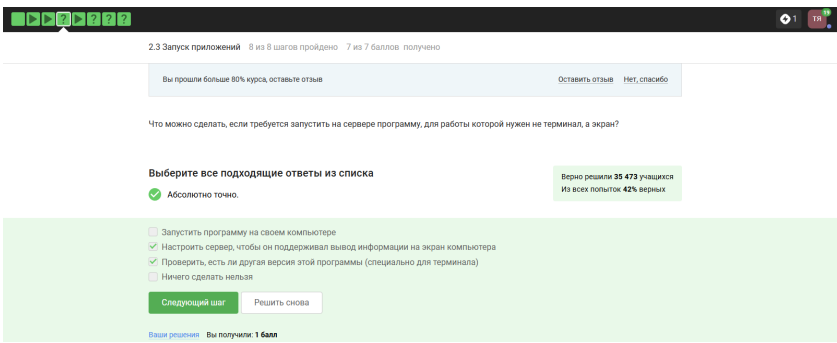 ? ? ? ?
1 ТЯ 19
2.3 Запуск приложений 8 из 8 шагов пройдено 7 из 7 баллов получено
Вы прошли больше 80% курса, оставьте отзыв Оставить отзыв Нет, спасибо
Что можно сделать, если требуется запустить на сервере программу, для работы которой нужен не терминал, а экран?
Выберите все подходящие ответы из списка
Абсолютно точно.
Верно решили 35 473 учащихся
Из всех попыток 42% верных
Запустить программу на своем компьютере
Настроить сервер, чтобы он поддерживал вывод информации на экран компьютера
Проверить, есть ли другая версия этой программы (специально для терминала)
Ничего сделать нельзя
Следующий шаг Решить снова
Ваши решения Вы получили: 1 балл